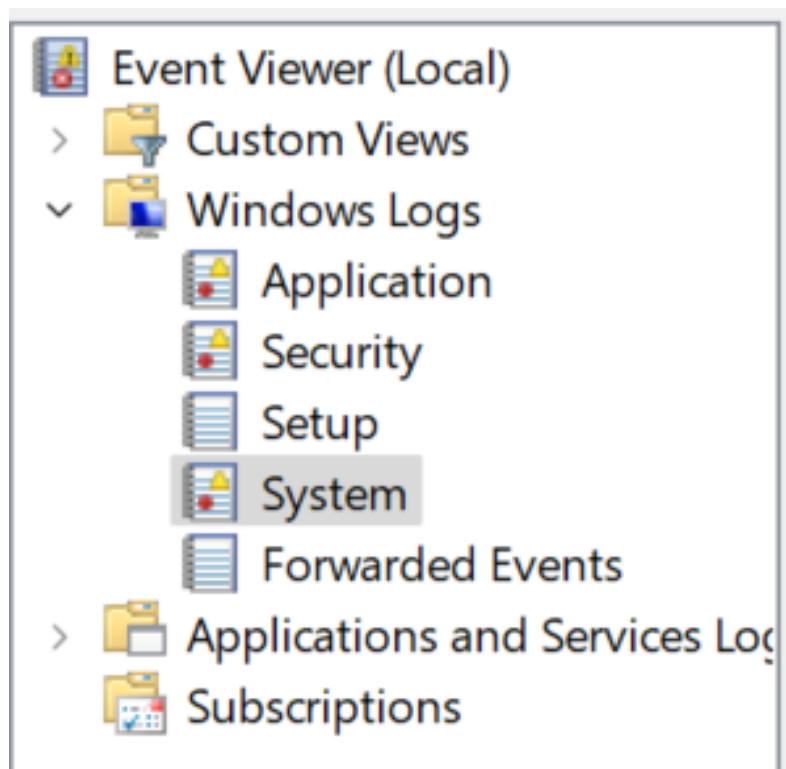 Event Viewer (Local)
Custom Views
Windows Logs
Application
Security
Setup
System
Forwarded Events
Applications and Services Log
Subscriptions